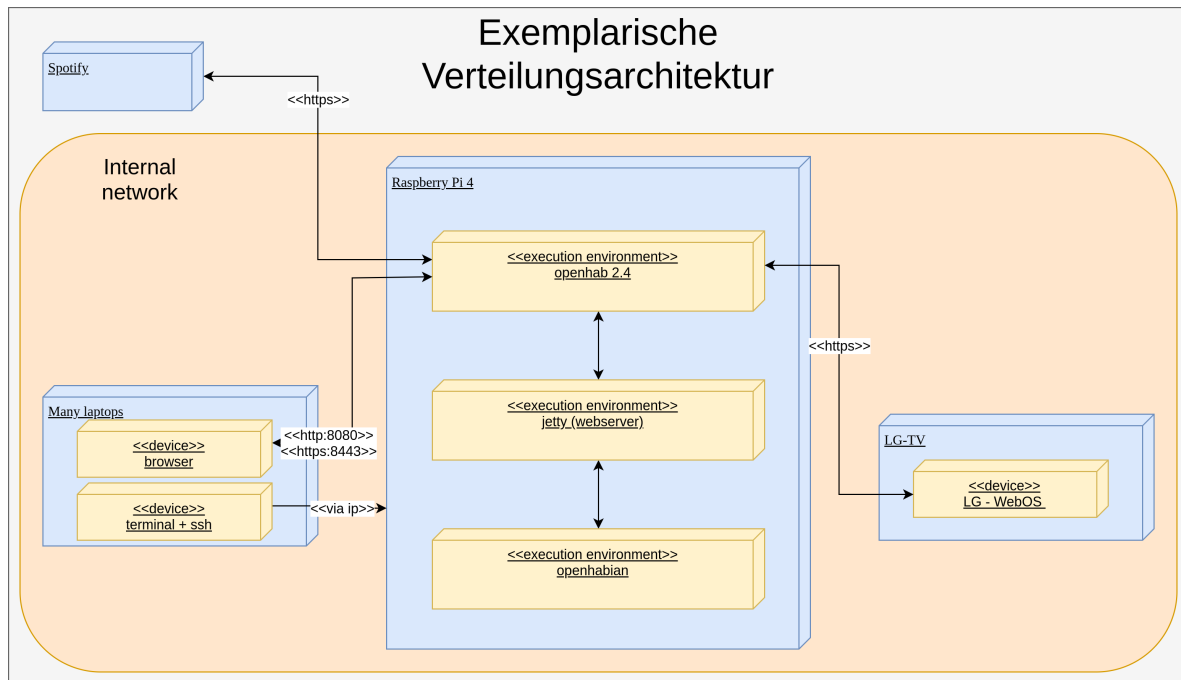 Exemplarische
Verteilungsarchitektur
Spotify
<<https>>
Internal
network
Raspberry Pi 4
<<execution environment>>
openhab 2.4
<<https>>
<<execution environment>>
jetty (webserver)
Many laptops
<<device>>
browser
<<http:8080>>
<<https:8443>>
<<device>>
terminal + ssh
<<via ip>>
LG-TV
<<device>>
LG - WebOS
<<execution environment>>
openhabian